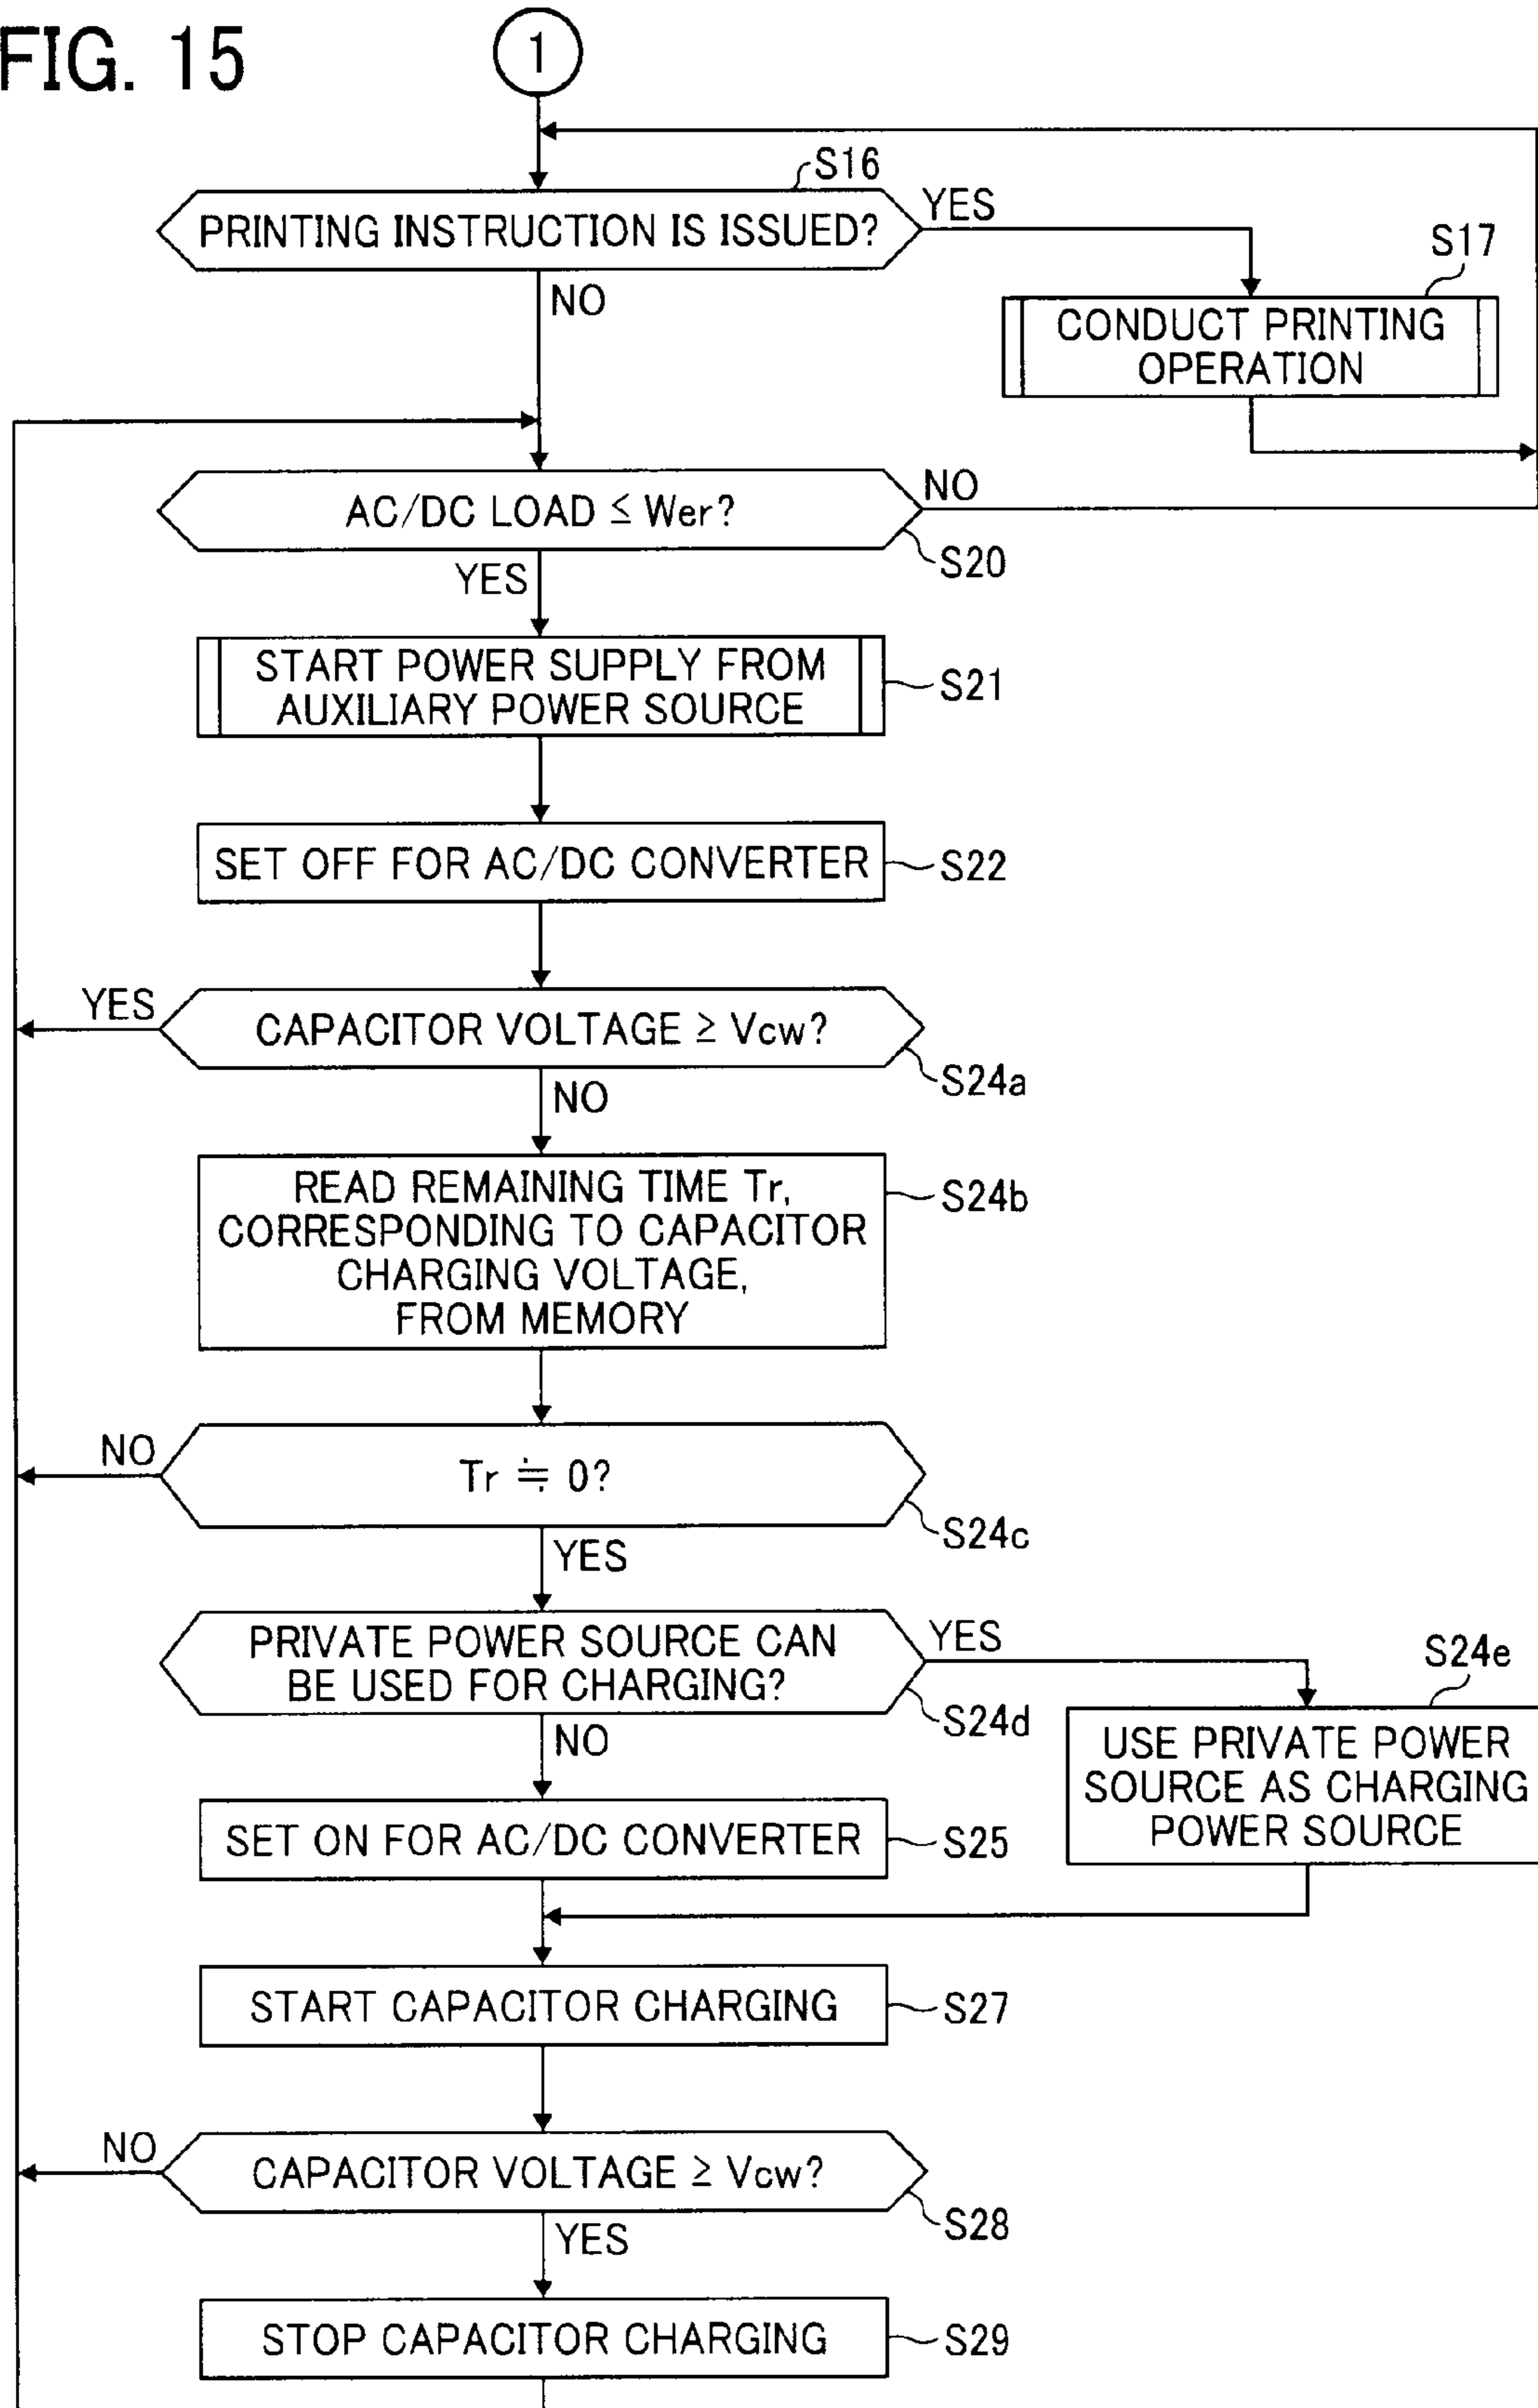 FIG. 15
1
S16
PRINTING INSTRUCTION IS ISSUED?
YES
NO
S17
CONDUCT PRINTING
OPERATION
AC/DC LOAD ≦ Wer?
NO
S20
YES
START POWER SUPPLY FROM
AUXILIARY POWER SOURCE
S21
SET OFF FOR AC/DC CONVERTER
S22
YES
CAPACITOR VOLTAGE ≧ Vcw?
S24a
NO
READ REMAINING TIME Tr,
CORRESPONDING TO CAPACITOR
CHARGING VOLTAGE,
FROM MEMORY
S24b
NO
Tr ≒ 0?
S24c
YES
PRIVATE POWER SOURCE CAN
BE USED FOR CHARGING?
YES
S24d
NO
S24e
USE PRIVATE POWER
SOURCE AS CHARGING
POWER SOURCE
SET ON FOR AC/DC CONVERTER
S25
START CAPACITOR CHARGING
S27
NO
CAPACITOR VOLTAGE ≧ Vcw?
S28
YES
STOP CAPACITOR CHARGING
S29